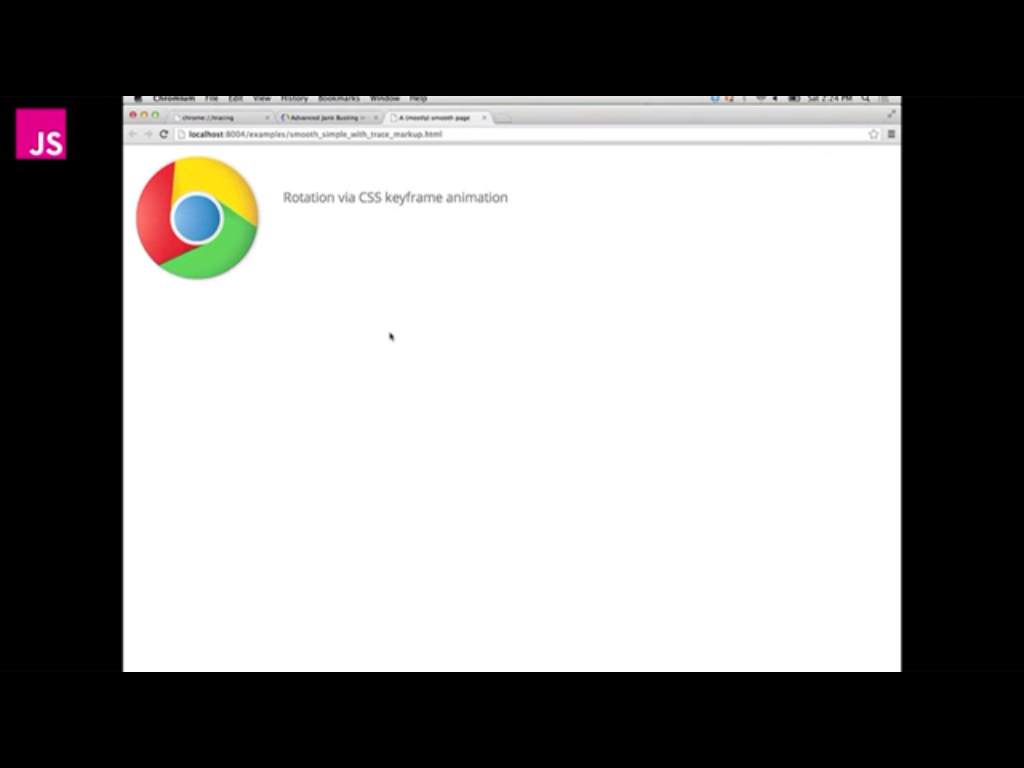 Chromium File Edit View History Bookmarks Window Help
Sat 2:24 PM
JS
chrome://tracing
Advanced Jank Busting in
A (mostly) smooth page
localhost:8004/examples/smooth_simple_with_trace_markup.html
Rotation via CSS keyframe animation